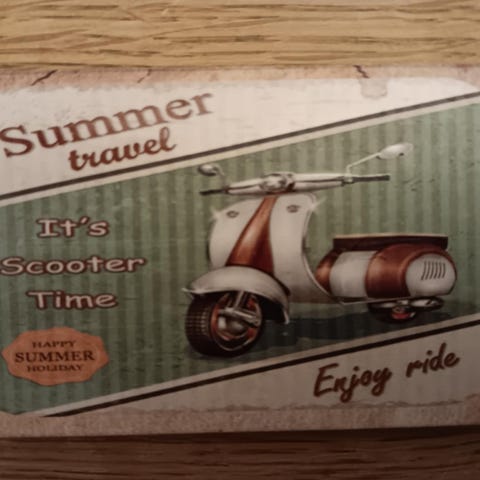 Summer
travel
It's
Scooter
Time
HAPPY
SUMMER
HOLIDAY
Enjoy ride